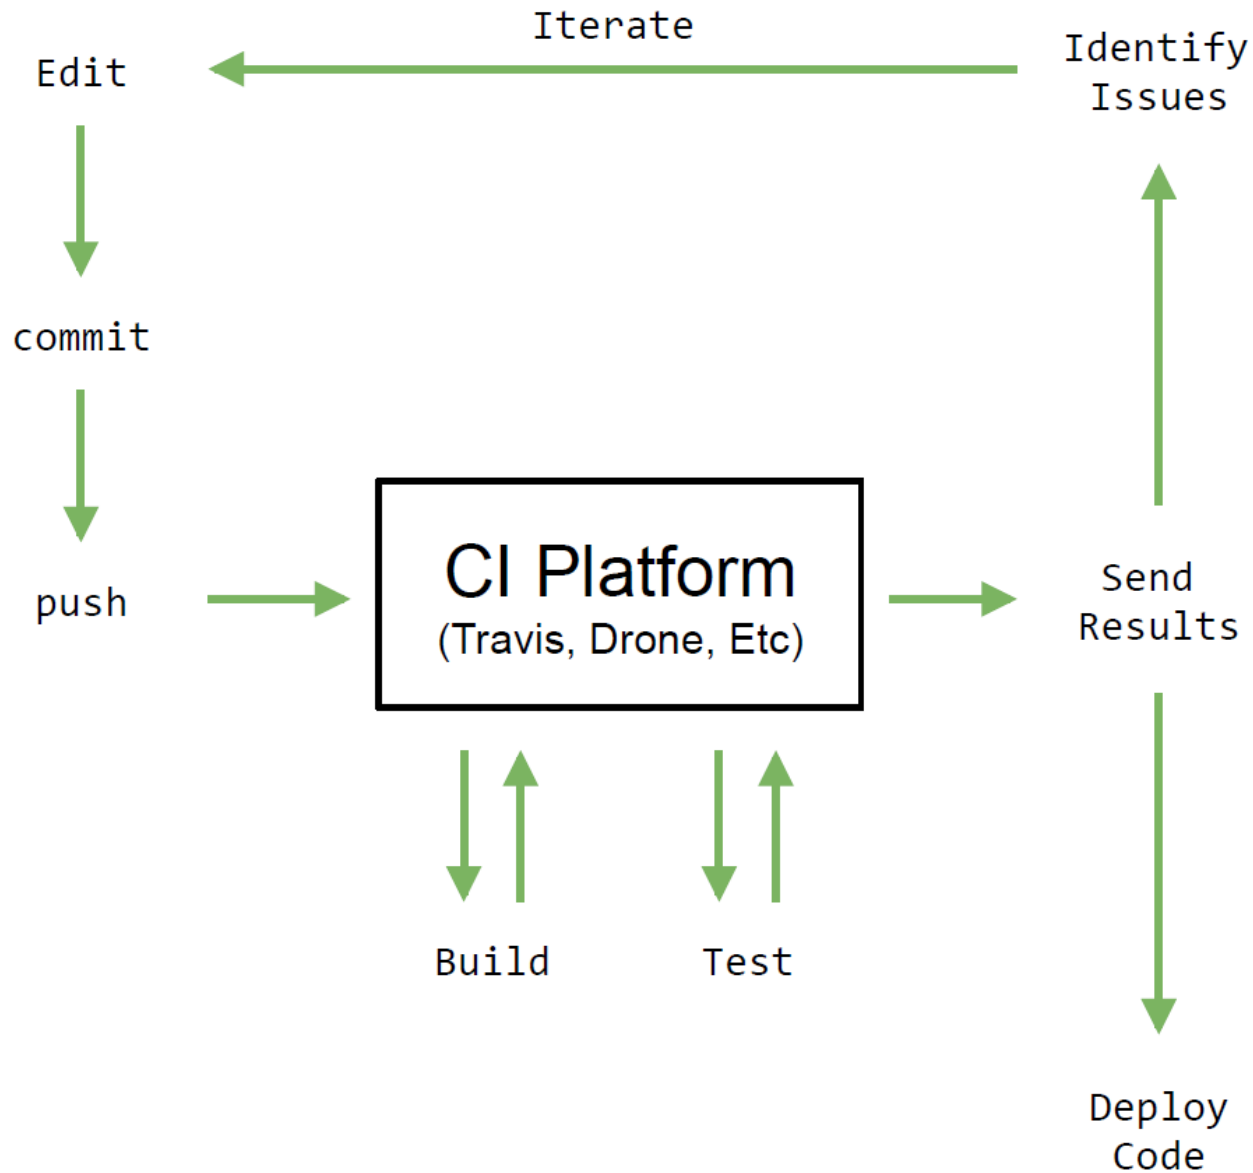 Iterate
Edit
Identify
Issues
commit
CI Platform
(Travis, Drone, Etc)
push
Send
Results
Build
Test
Deploy
Code